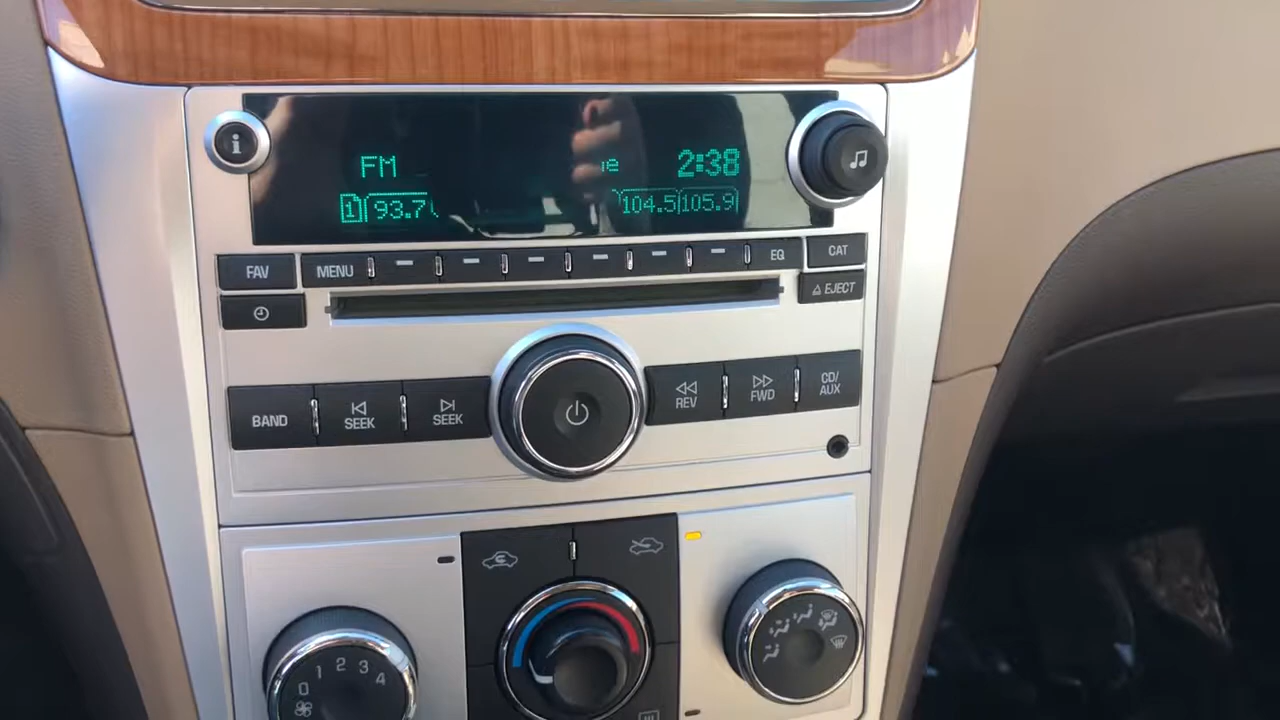 i
FM 2:38
1 93.7 104.5 105.9
FAV MENU EQ CAT
EJECT
BAND SEEK SEEK REV FWD CD/
AUX
0 1 2 3 4